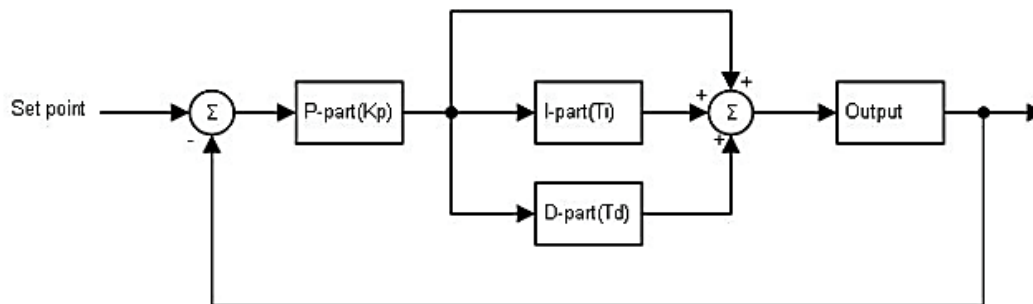 +
+
Set point
Σ
P-part(Kp)
I-part(Ti)
Σ
Output
-
+
D-part(Td)